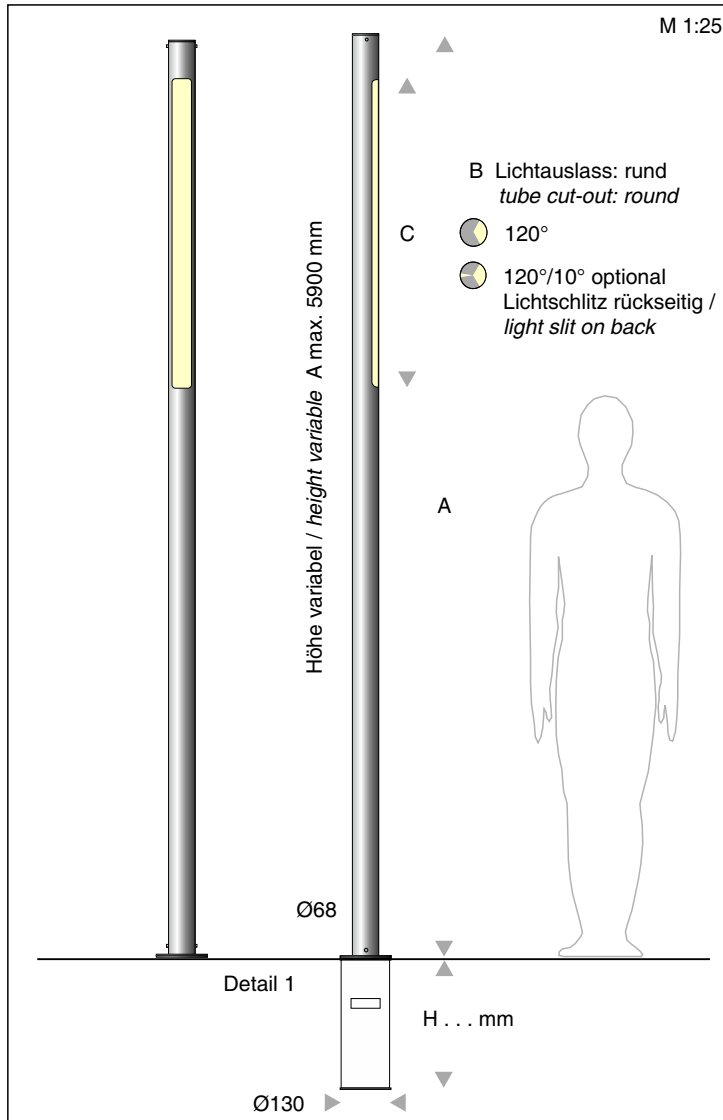 M 1:25
B Lichtauslass: rund
tube cut-out: round
C
120°
120°/10° optional
Lichtschlitz rückseitig /
light slit on back
Höhe variabel / height variable A max. 5900 mm
A
Ø68
Detail 1
H . . . mm
Ø130